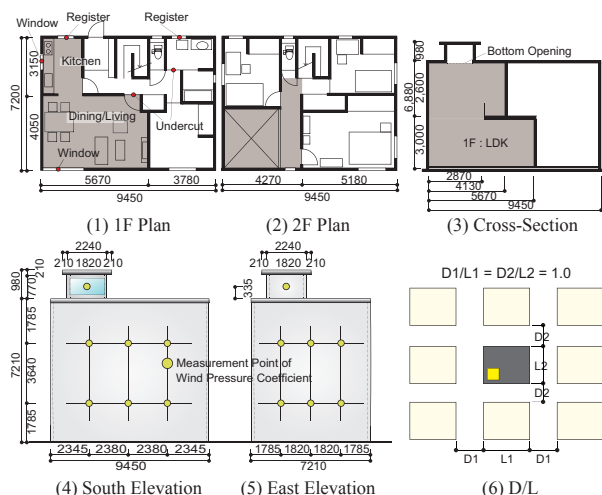 Window
Register
Register
Kitchen
Dining/Living
Undercut
Window
3150
7200
4050
5670
3780
9450
(1) 1F Plan
4270
5180
9450
(2) 2F Plan
Bottom Opening
1F : LDK
980
6,880
2,600
3,000
2870
4130
5670
9450
(3) Cross-Section
2240
210 1820 210
210
980
770
1785
7210
3640
1785
Measurement Point of
Wind Pressure Coefficient
2345 2380 2380 2345
9450
(4) South Elevation
2240
210 1820 210
335
1785 1820 1820 1785
7210
(5) East Elevation
D1/L1 = D2/L2 = 1.0
D2
L2
D2
D1 L1 D1
(6) D/L